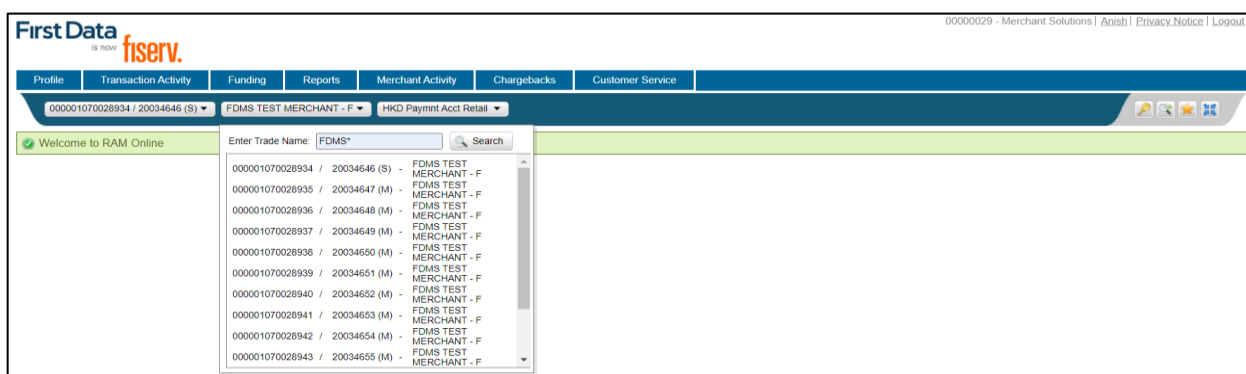 00000029 - Merchant Solutions | Anish | Privacy Notice | Logout
First Data
is now fiserv.
Profile Transaction Activity Funding Reports Merchant Activity Chargebacks Customer Service
000001070028934 / 20034646 (S) FDMS TEST MERCHANT - F HKD Paymnt Acct Retail
Welcome to RAM Online
Enter Trade Name: FDMS* Search
000001070028934 / 20034646 (S) - FDMS TEST
MERCHANT - F
000001070028935 / 20034647 (M) - FDMS TEST
MERCHANT - F
000001070028936 / 20034648 (M) - FDMS TEST
MERCHANT - F
000001070028937 / 20034649 (M) - FDMS TEST
MERCHANT - F
000001070028938 / 20034650 (M) - FDMS TEST
MERCHANT - F
000001070028939 / 20034651 (M) - FDMS TEST
MERCHANT - F
000001070028940 / 20034652 (M) - FDMS TEST
MERCHANT - F
000001070028941 / 20034653 (M) - FDMS TEST
MERCHANT - F
000001070028942 / 20034654 (M) - FDMS TEST
MERCHANT - F
000001070028943 / 20034655 (M) - FDMS TEST
MERCHANT - F